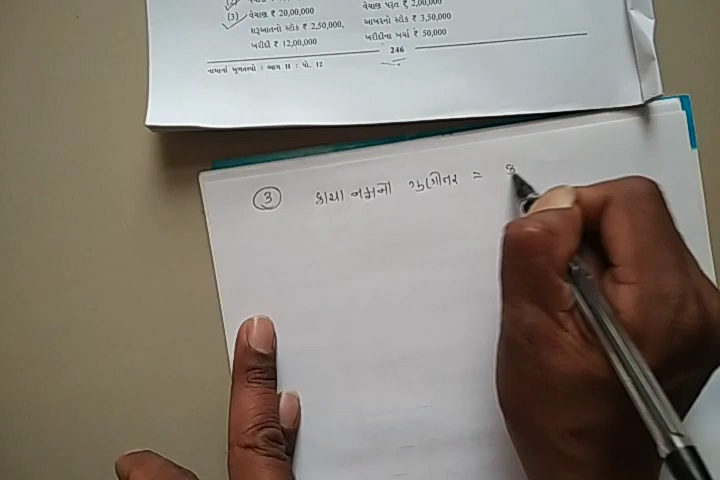 (3) વેચાણ ₹ 20,00,000
વેચાણ પરત ₹ 2,00,000
શરૂઆતનો સ્ટોક ₹ 2,50,000,
આખરનો સ્ટોક ₹ 3,50,000
ખરીદી ₹ 12,00,000
ખરીદીના ખર્ચા ₹ 50,000
246
નામાનાં મૂળતત્ત્વો : ભાગ II : ધો. 12
3 કાચા નફાનો ગુણોત્તર = ક